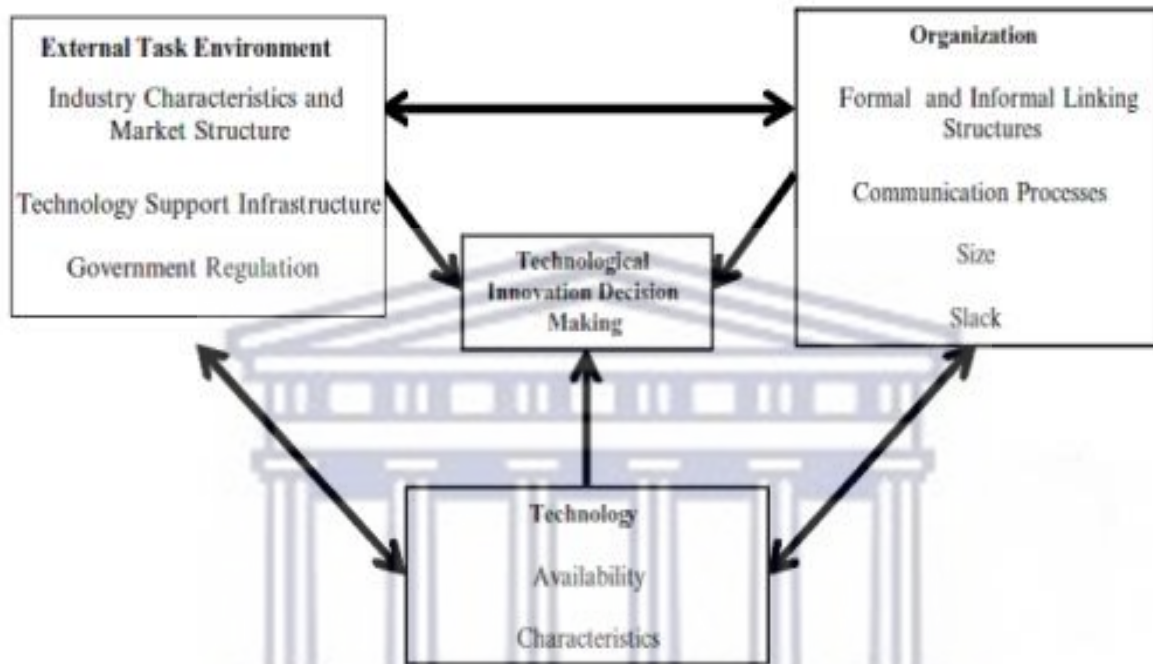 External Task Environment
Industry Characteristics and
Market Structure
Technology Support Infrastructure
Government Regulation
Organization
Formal and Informal Linking
Structures
Communication Processes
Size
Slack
Technological
Innovation Decision
Making
Technology
Availability
Characteristics